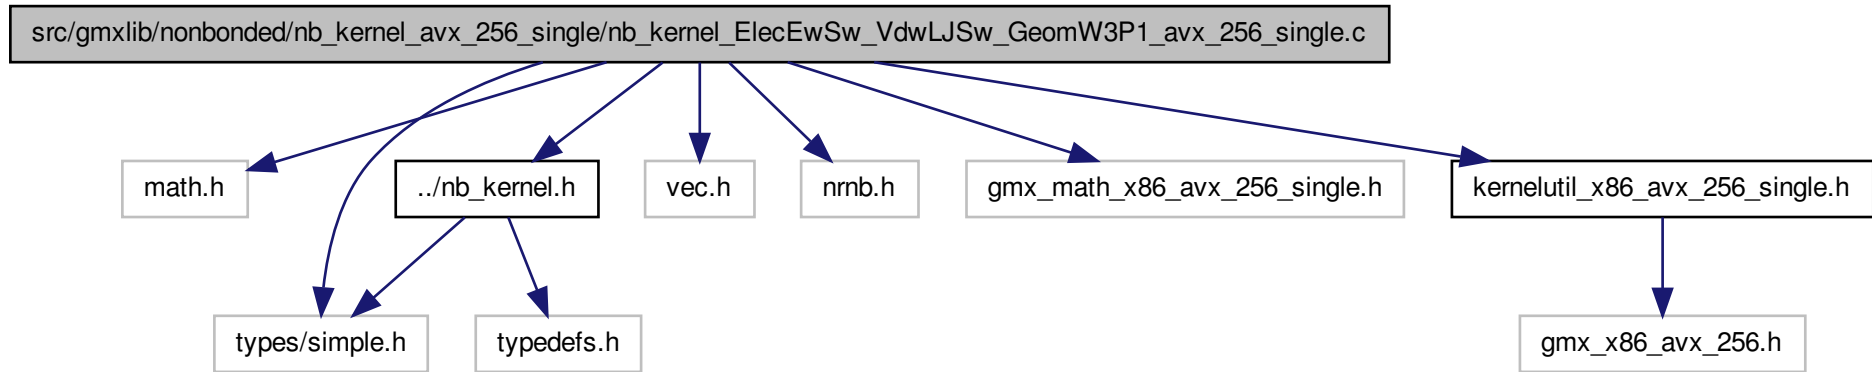 src/gmxlib/nonbonded/nb_kernel_avx_256_single/nb_kernel_ElecEwSw_VdwLJSw_GeomW3P1_avx_256_single.c
math.h
../nb_kernel.h
vec.h
nrnb.h
gmx_math_x86_avx_256_single.h
kernelutil_x86_avx_256_single.h
types/simple.h
typedefs.h
gmx_x86_avx_256.h